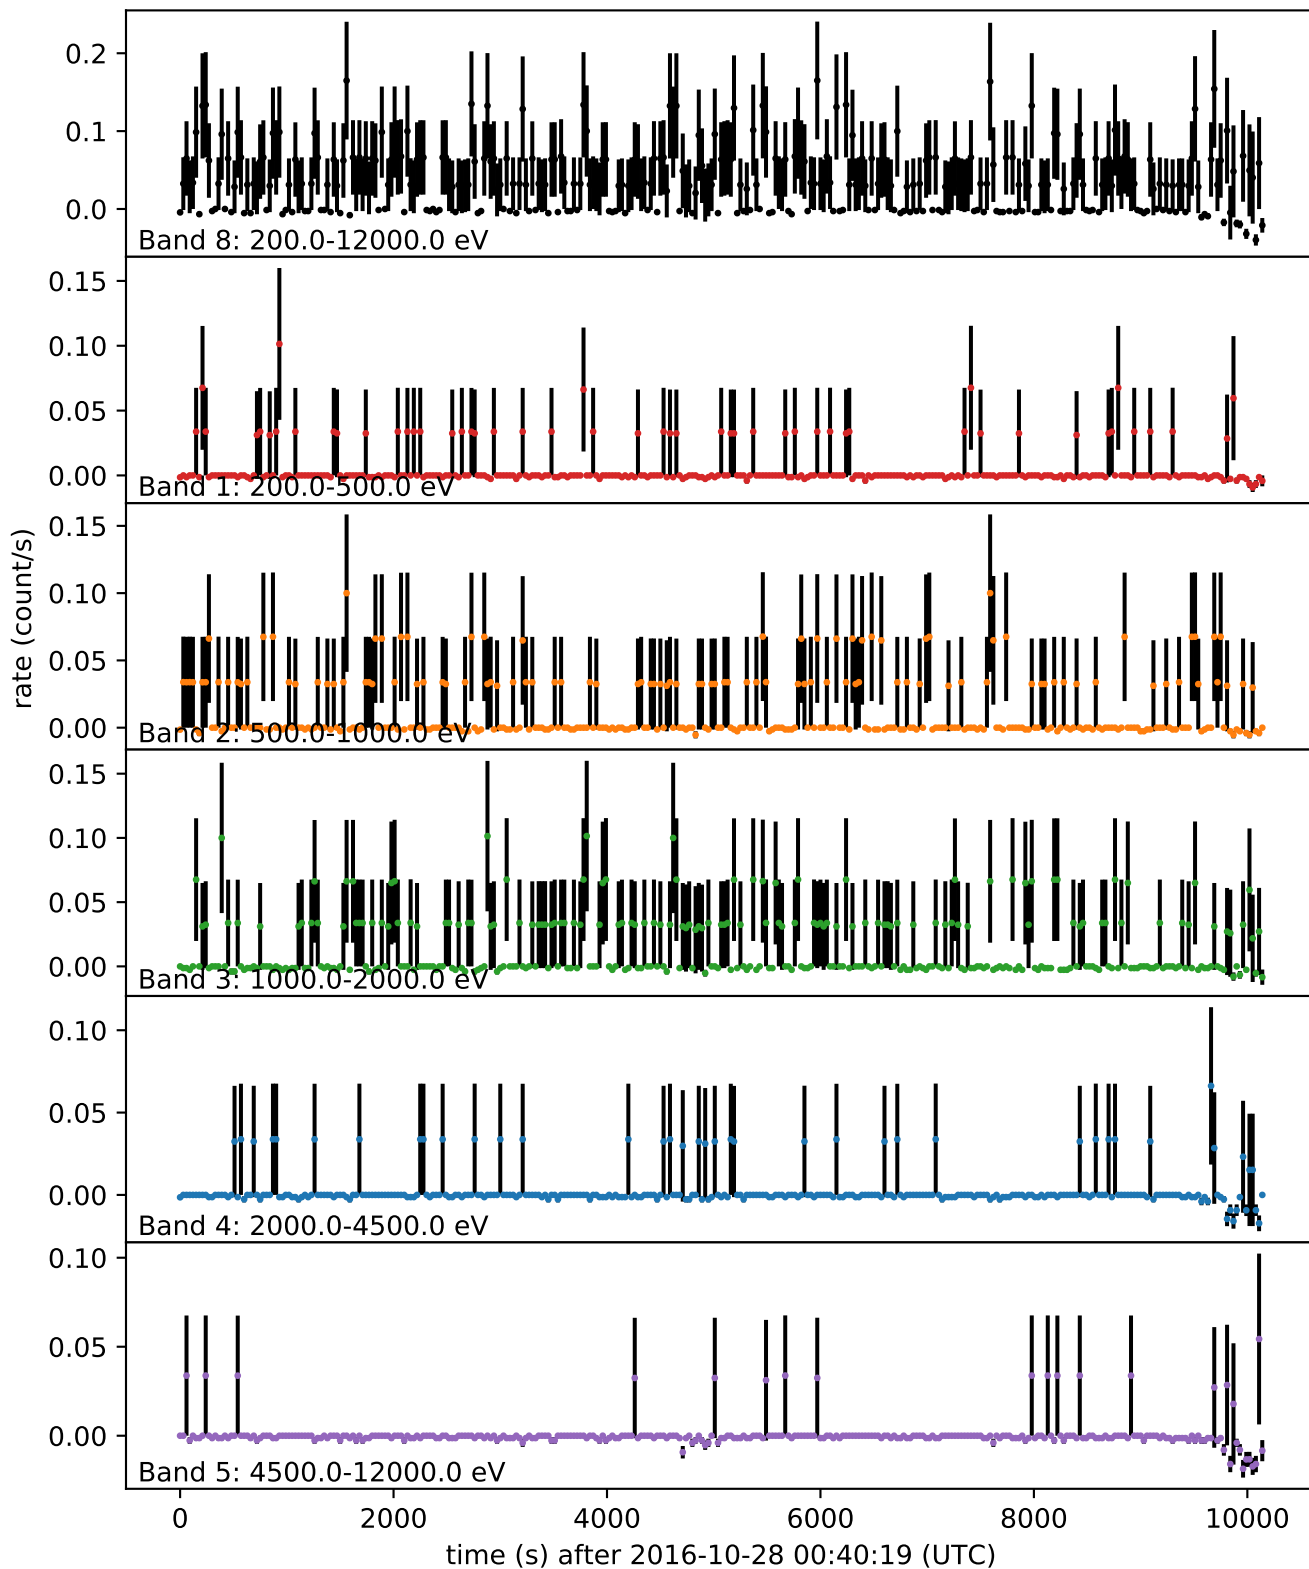 0.2
0.1
0.0
Band 8: 200.0-12000.0 eV
0.15
0.10
0.05
0.00
Band 1: 200.0-500.0 eV
0.15
0.10
0.05
0.00
Band 2: 500.0-1000.0 eV
rate (count/s)
0.15
0.10
0.05
0.00
Band 3: 1000.0-2000.0 eV
0.10
0.05
0.00
Band 4: 2000.0-4500.0 eV
0.10
0.05
0.00
Band 5: 4500.0-12000.0 eV
0 2000 4000 6000 8000 10000
time (s) after 2016-10-28 00:40:19 (UTC)